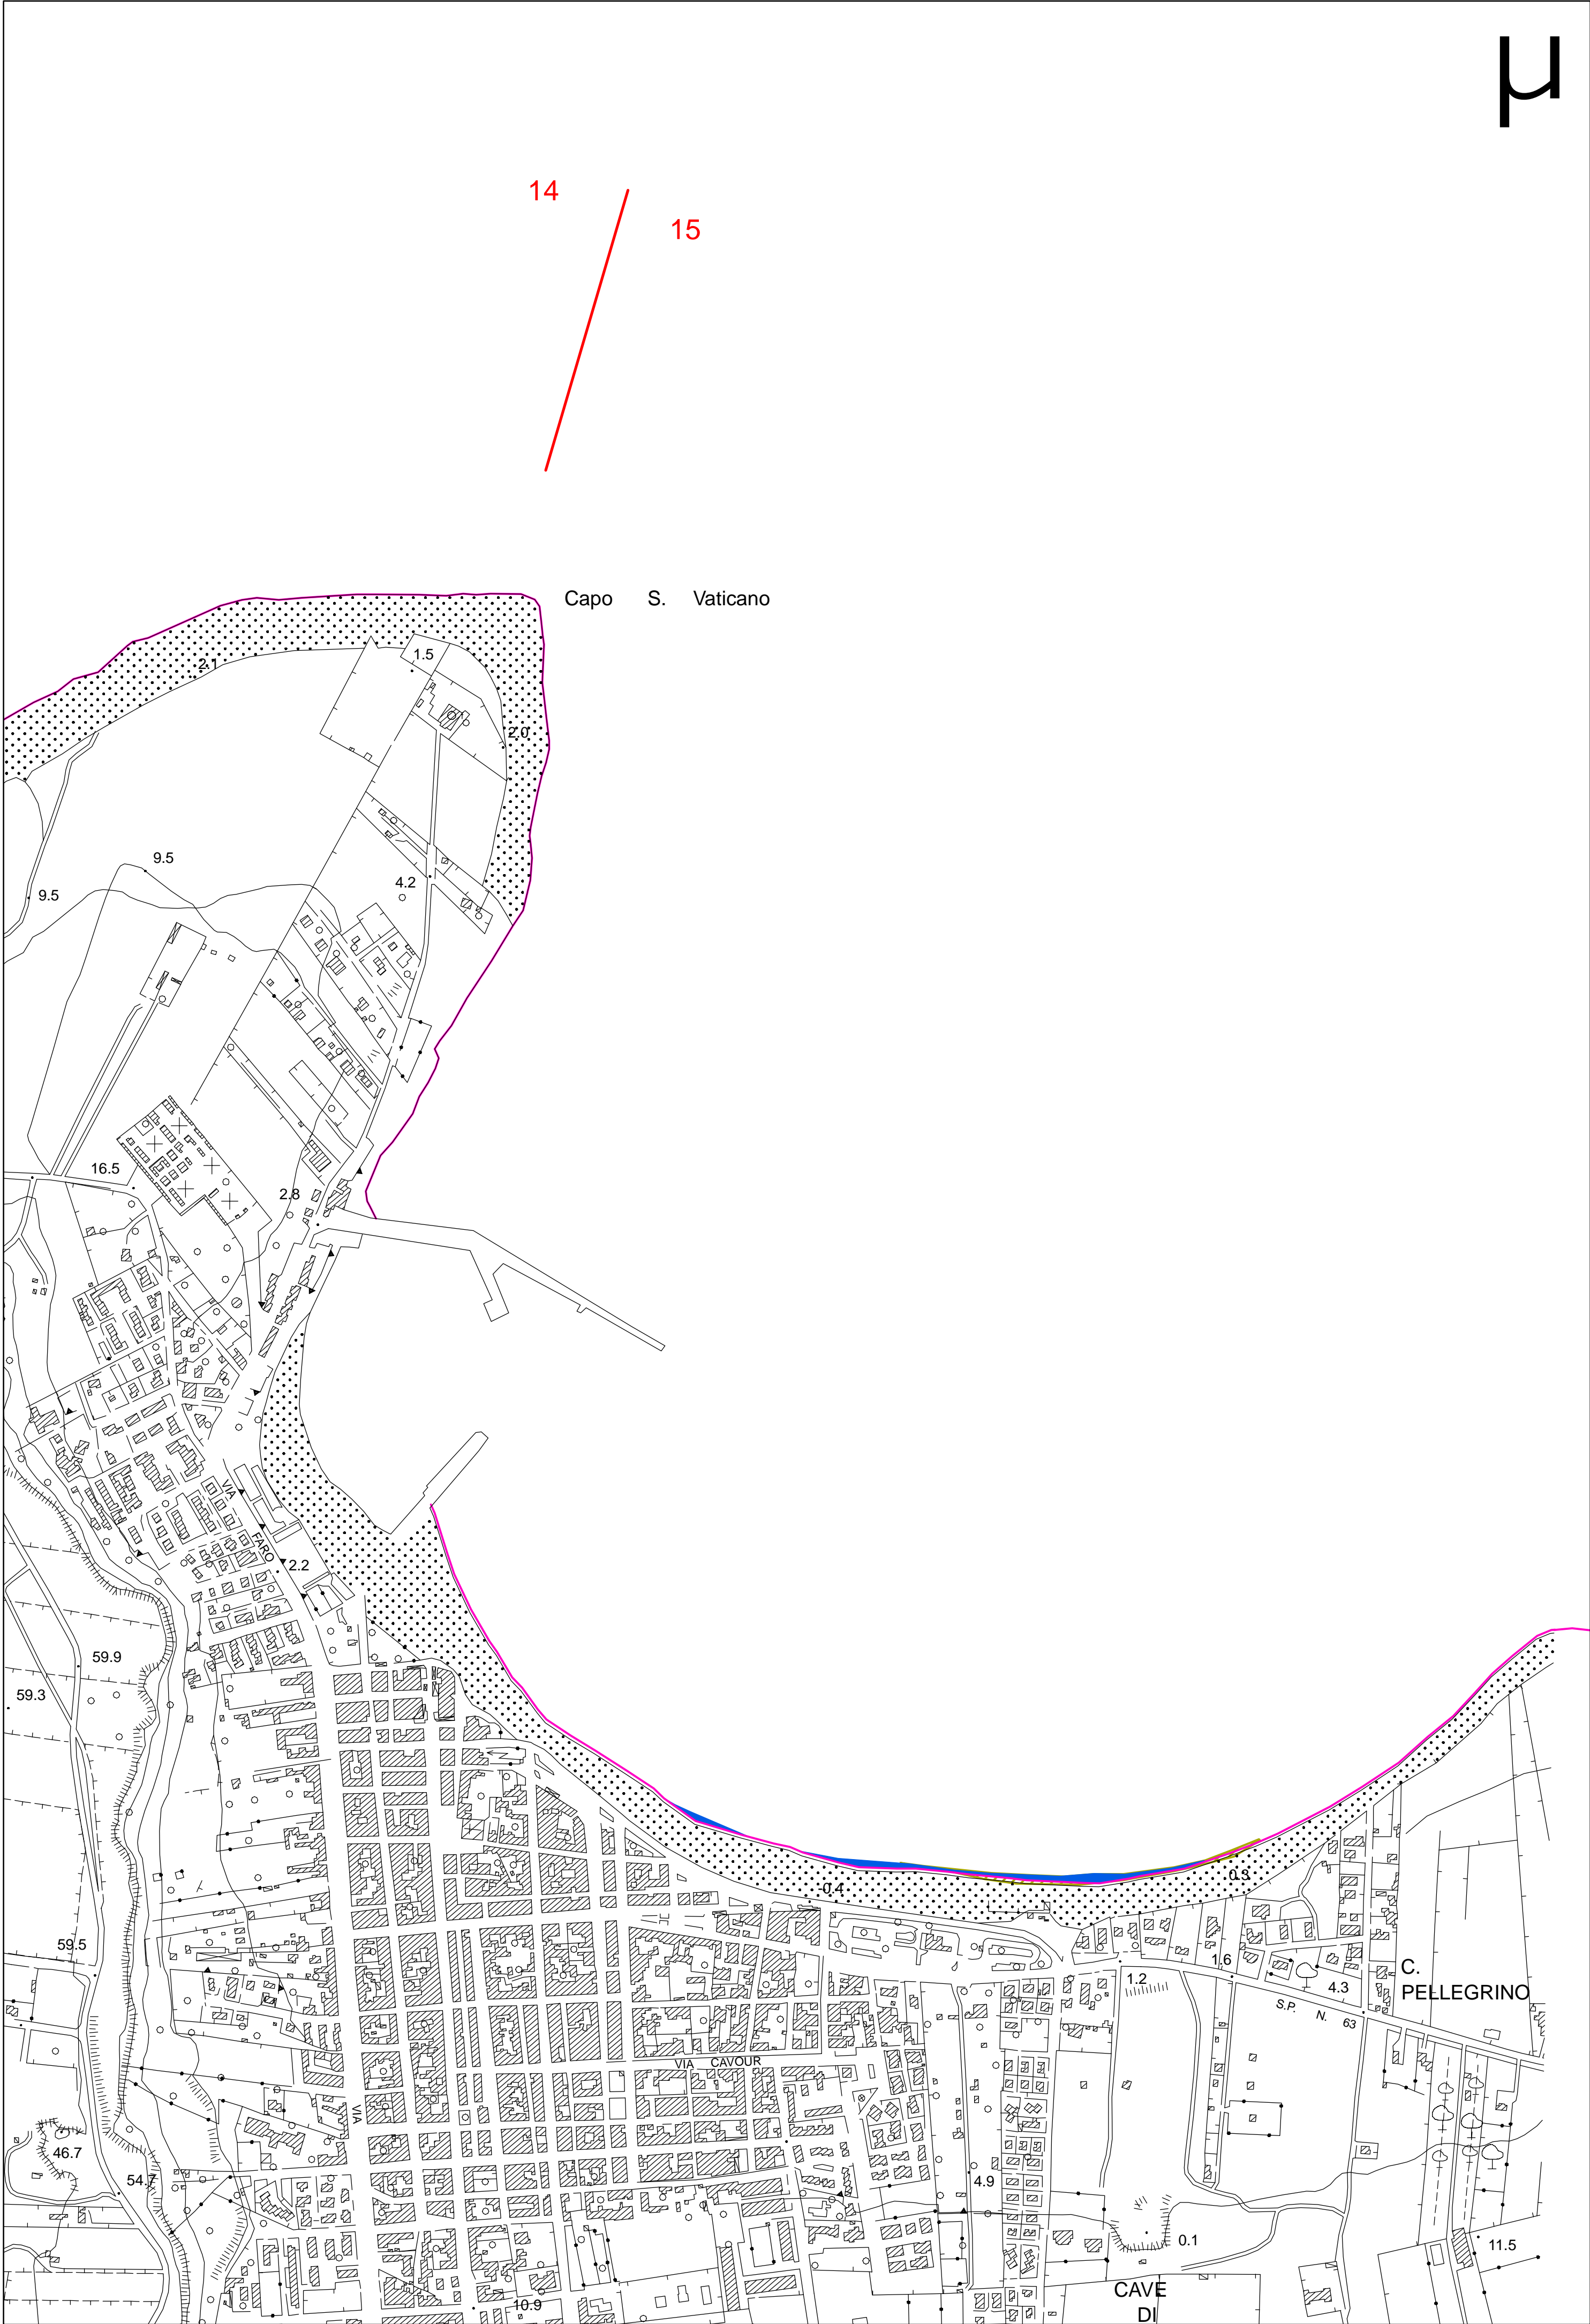 µ
14
15
Capo S. Vaticano
1.5
2.1
2.0
9.5
4.2
9.5
16.5
2.8
VIA FARO
2.2
59.9
59.3
0.3
0.4
59.5
1.6
C.
PELLEGRINO
1.2
4.3
S.P. N. 63
VIA CAVOUR
VIA
46.7
54.7
4.9
0.1
11.5
CAVE
DI
10.9